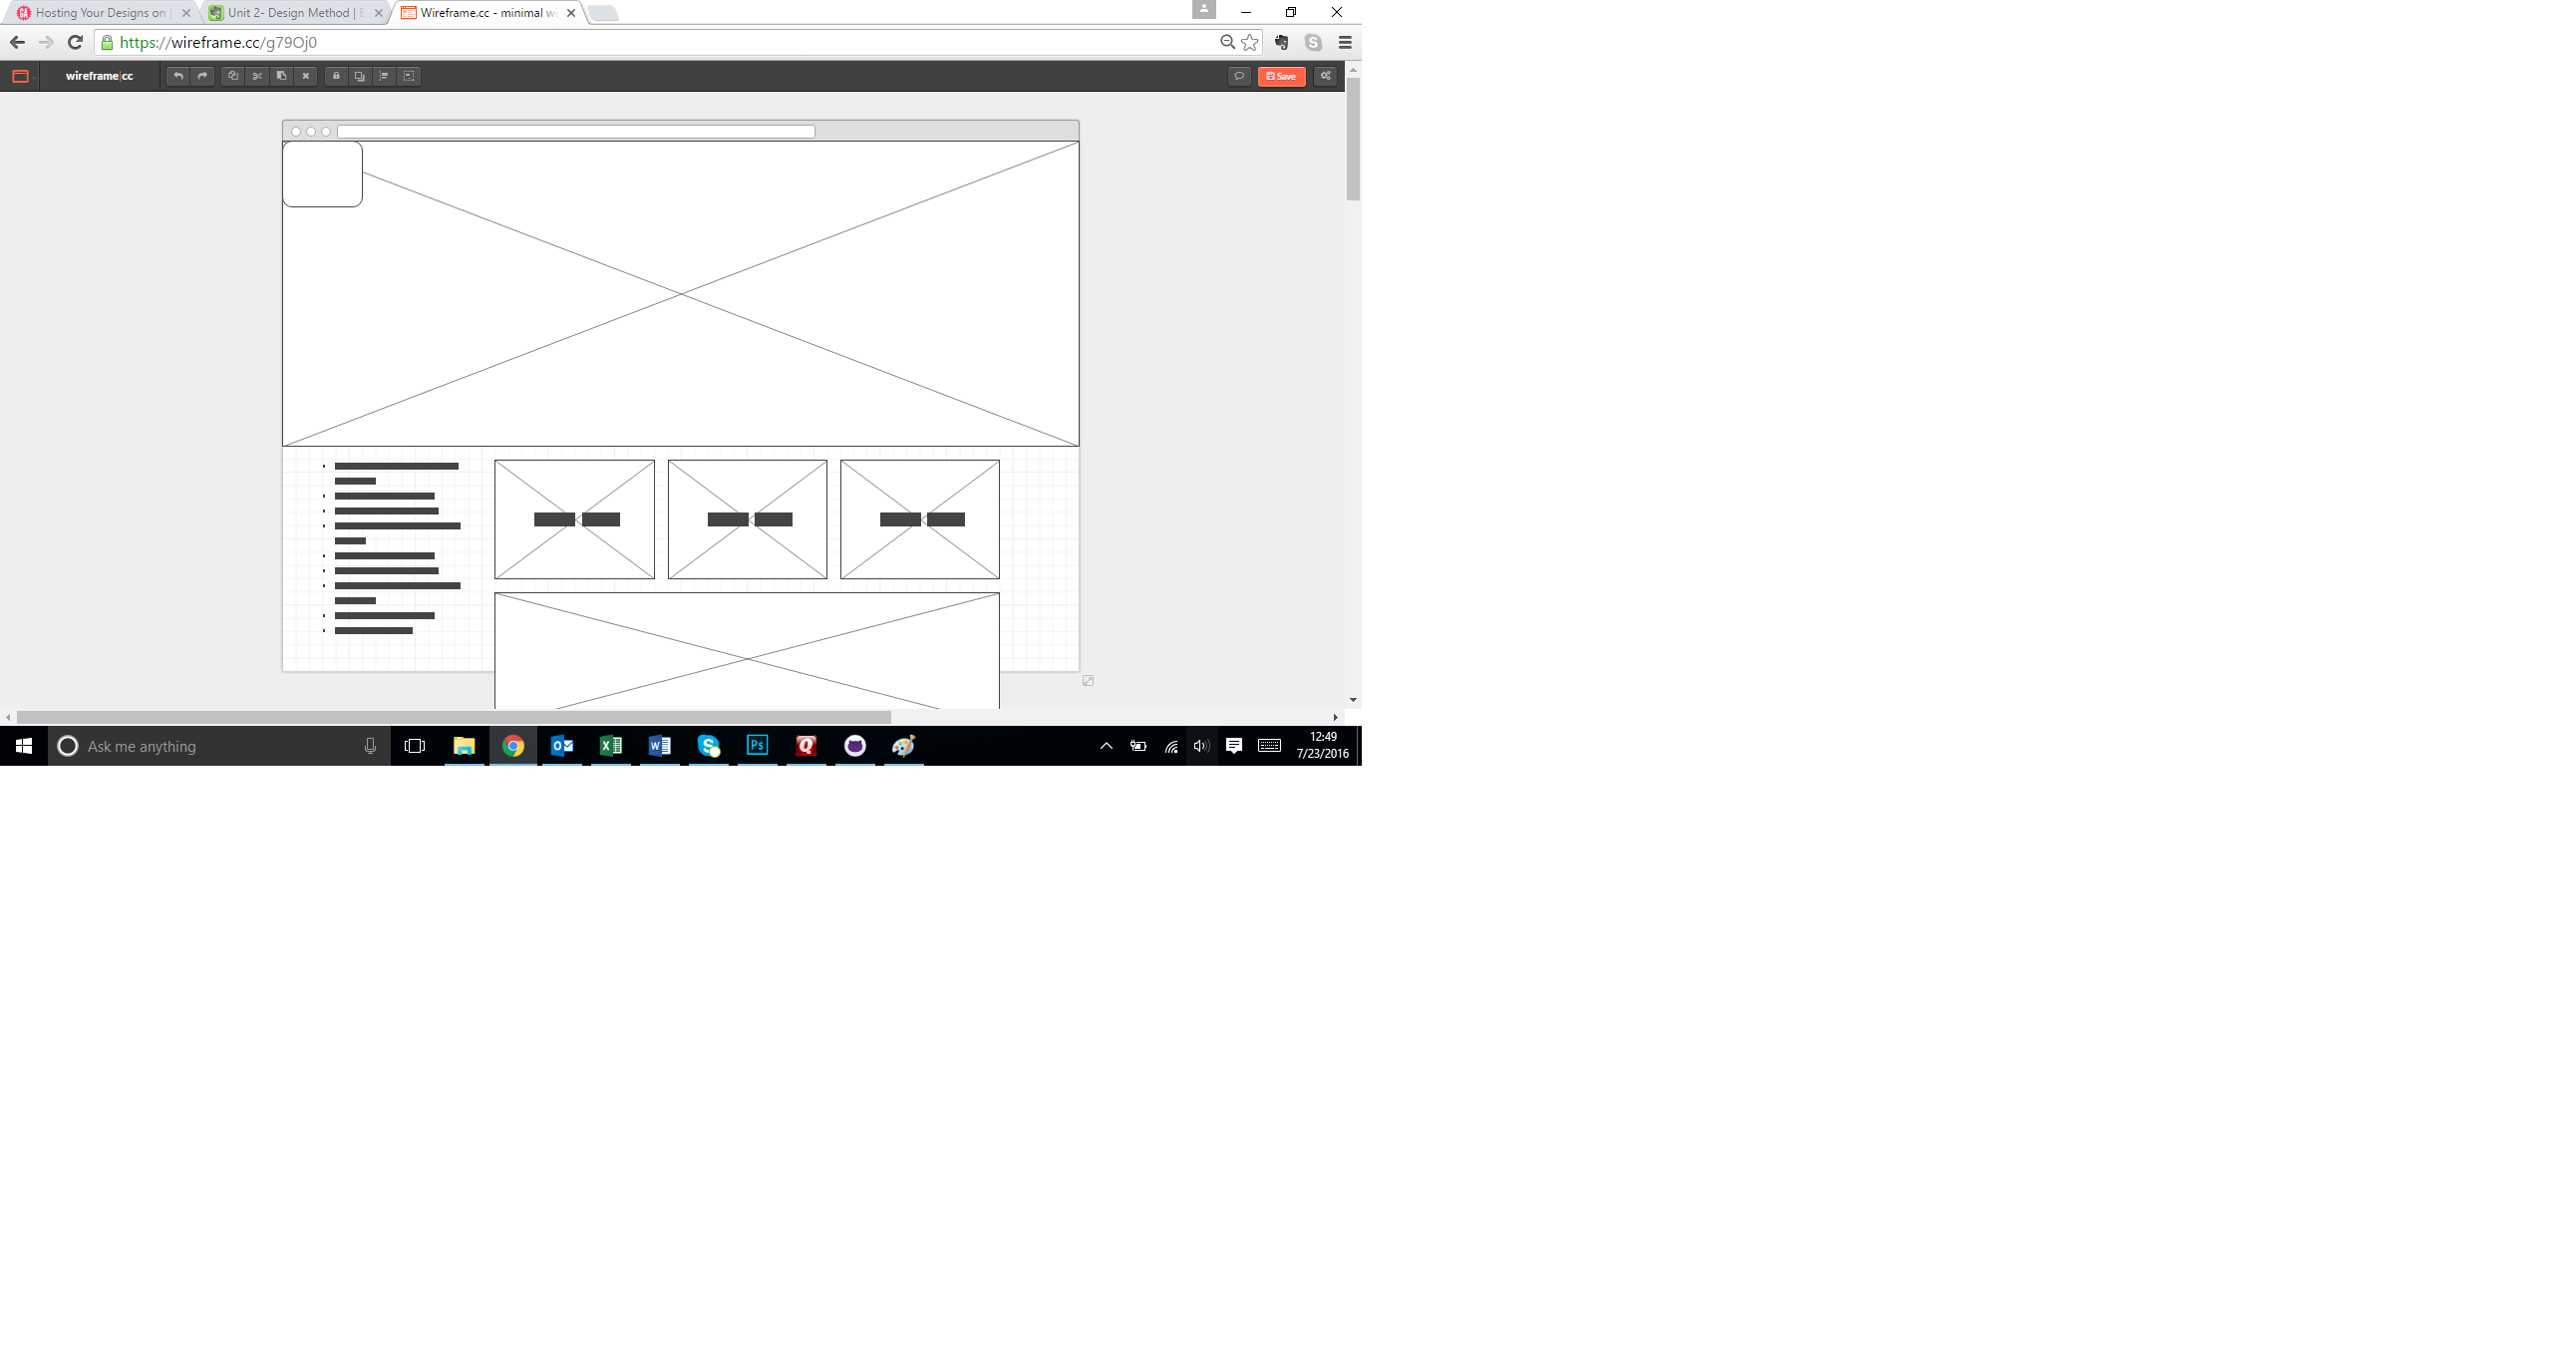 Hosting Your Designs on
Unit 2- Design Method | E
Wireframe.cc - minimal w
https://wireframe.cc/g79Oj0
wireframe|cc
Save
Ask me anything
12:49
7/23/2016